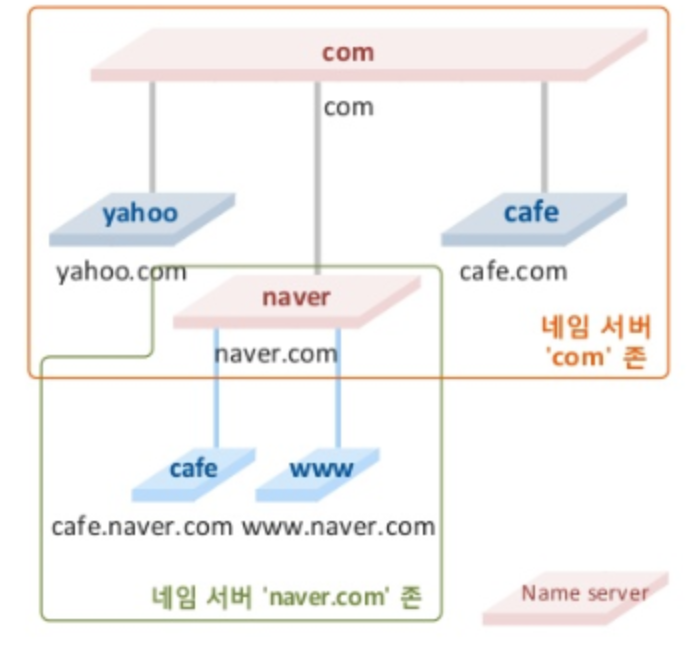 com
com
yahoo
cafe
yahoo.com
cafe.com
naver
네임 서버
'com' 존
naver.com
cafe
www
cafe.naver.com www.naver.com
네임 서버 'naver.com' 존
Name server